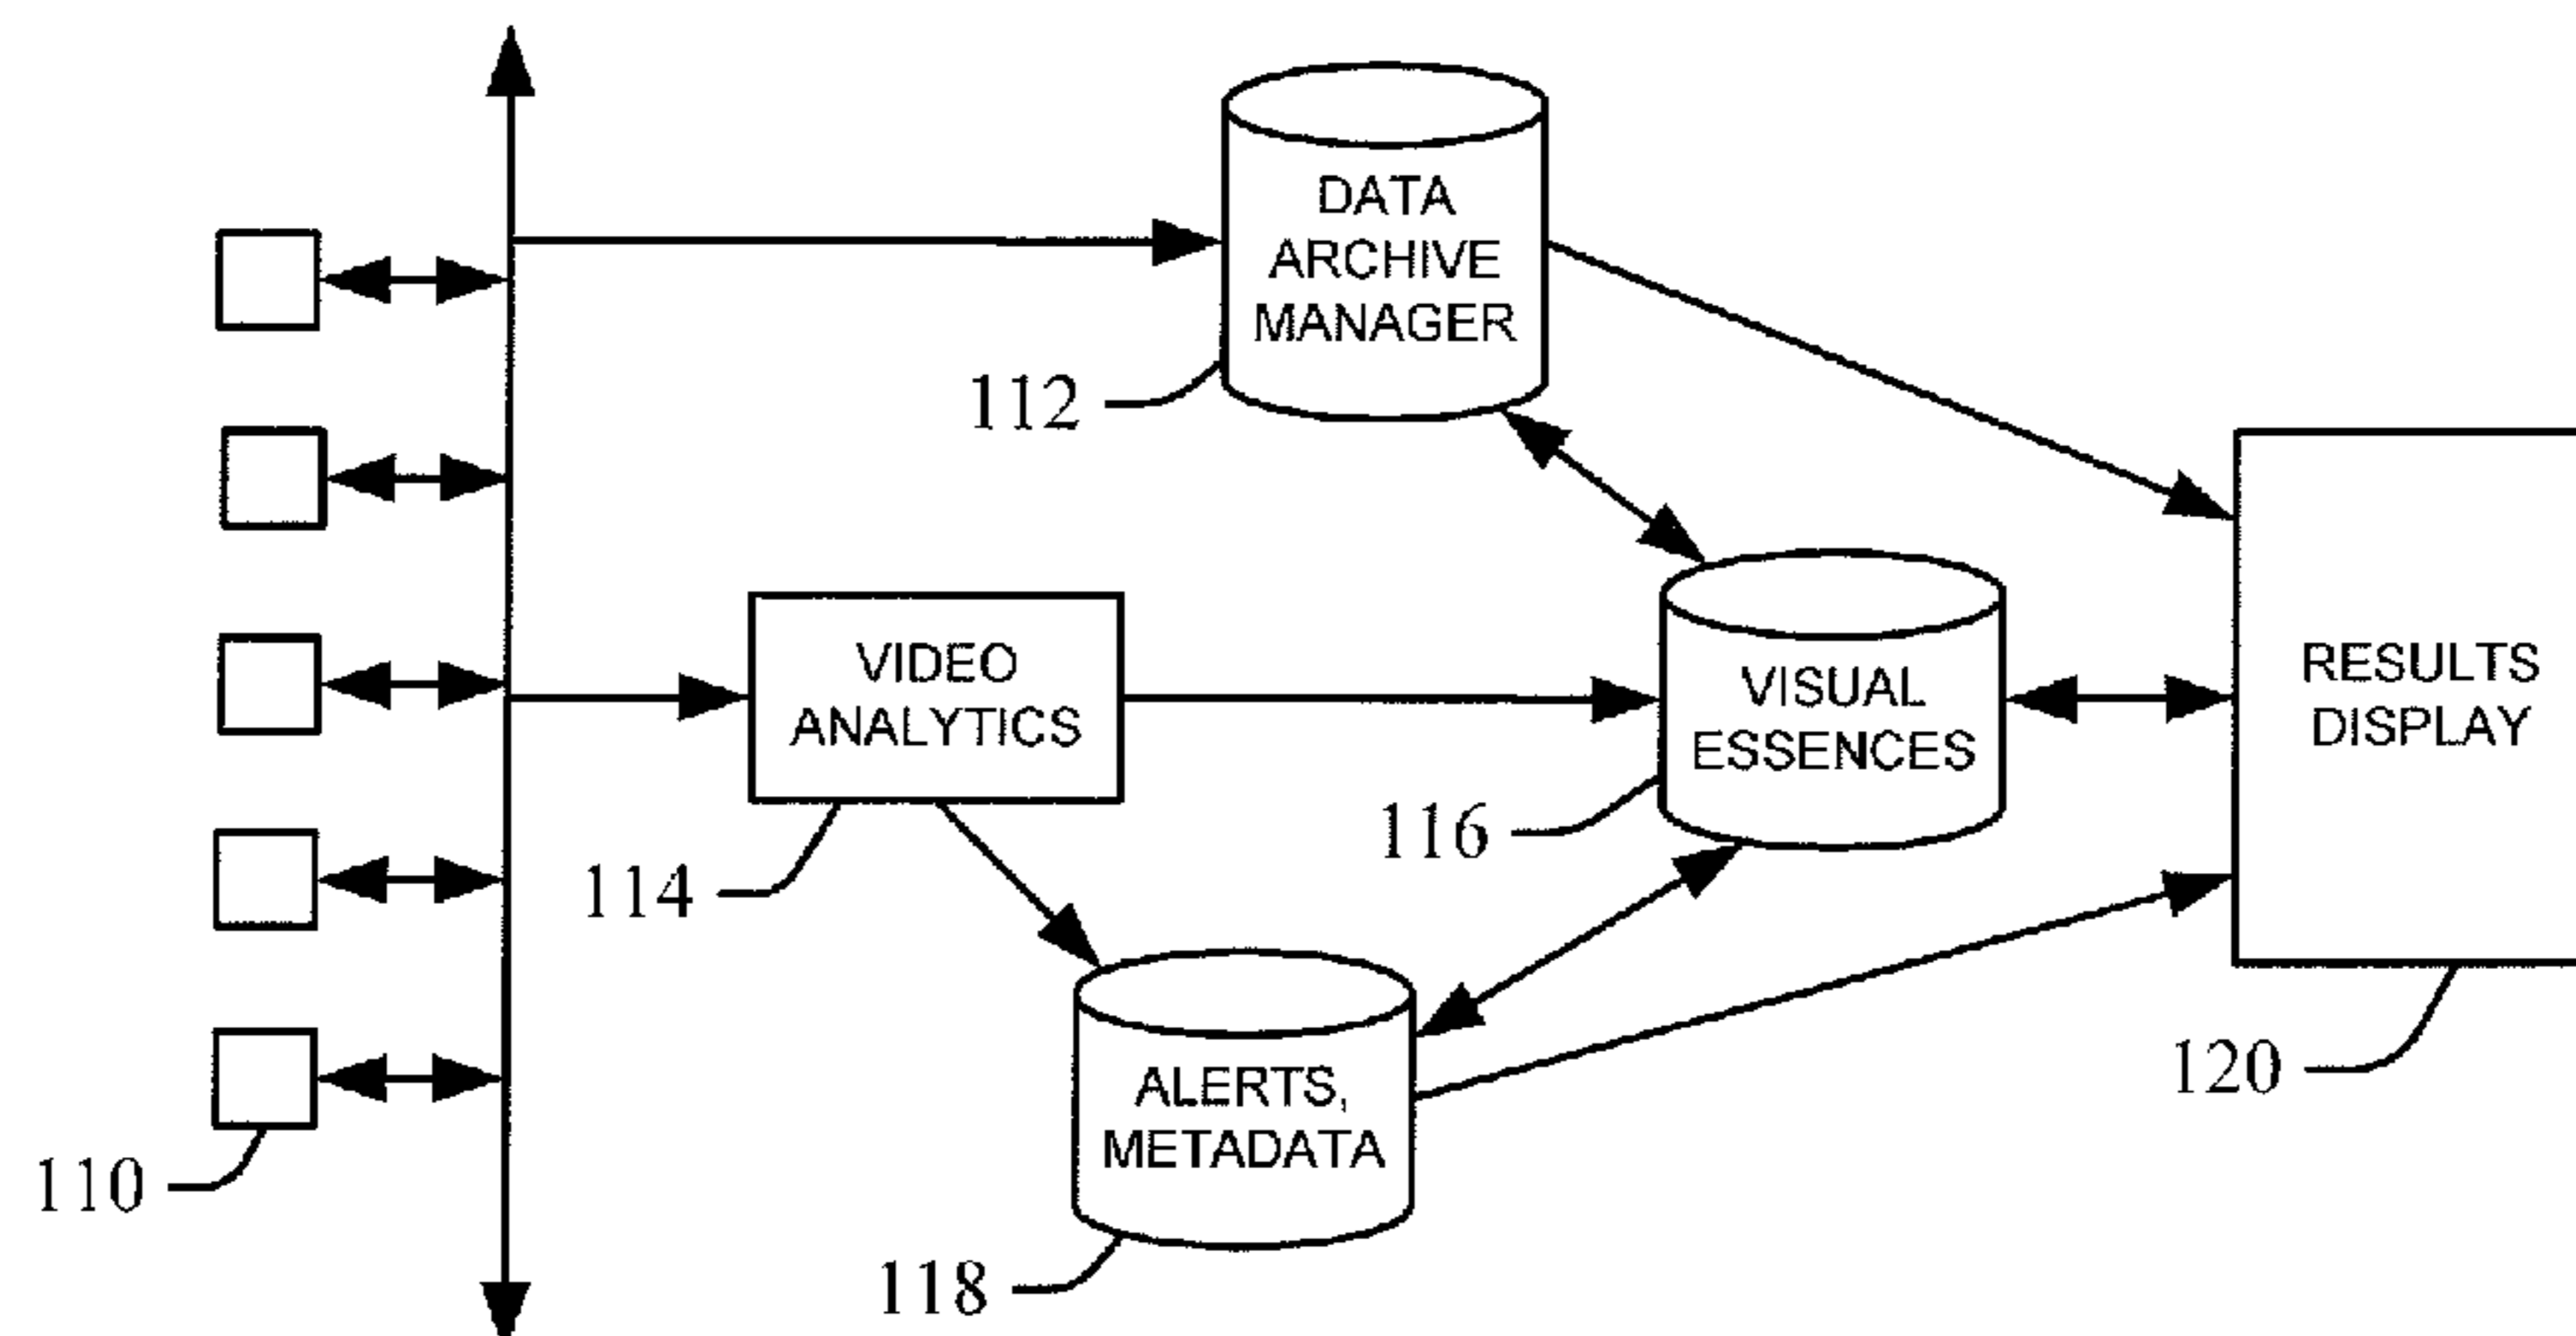 DATA
ARCHIVE
MANAGER
112
VIDEO
ANALYTICS
114
VISUAL
ESSENCES
116
RESULTS
DISPLAY
120
ALERTS,
METADATA
118
110